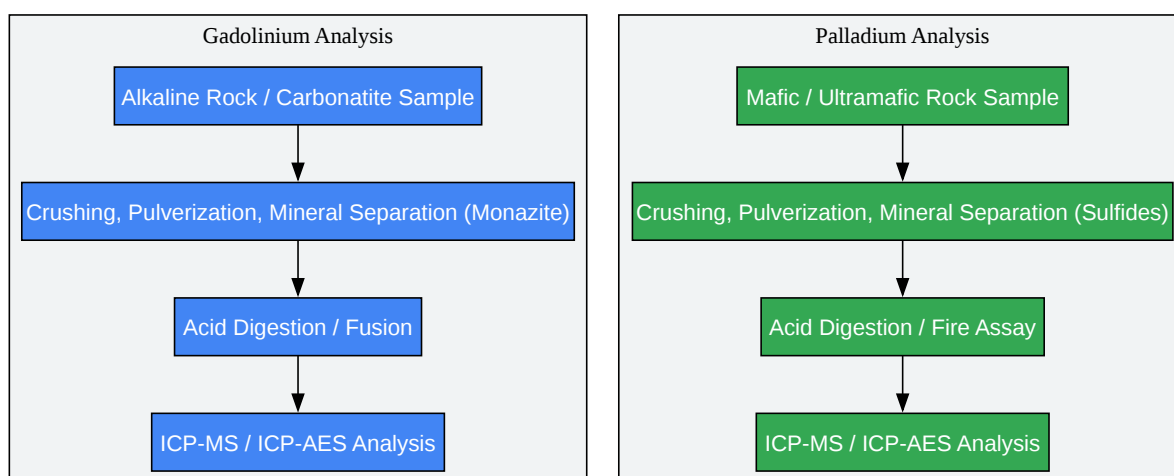 Gadolinium Analysis
Alkaline Rock / Carbonatite Sample
Crushing, Pulverization, Mineral Separation (Monazite)
Acid Digestion / Fusion
ICP-MS / ICP-AES Analysis
Palladium Analysis
Mafic / Ultramafic Rock Sample
Crushing, Pulverization, Mineral Separation (Sulfides)
Acid Digestion / Fire Assay
ICP-MS / ICP-AES Analysis